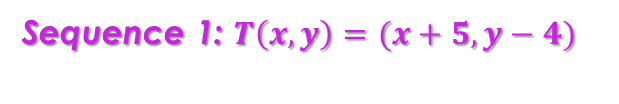 Sequence 1: T(x, y) = (x + 5, y − 4)